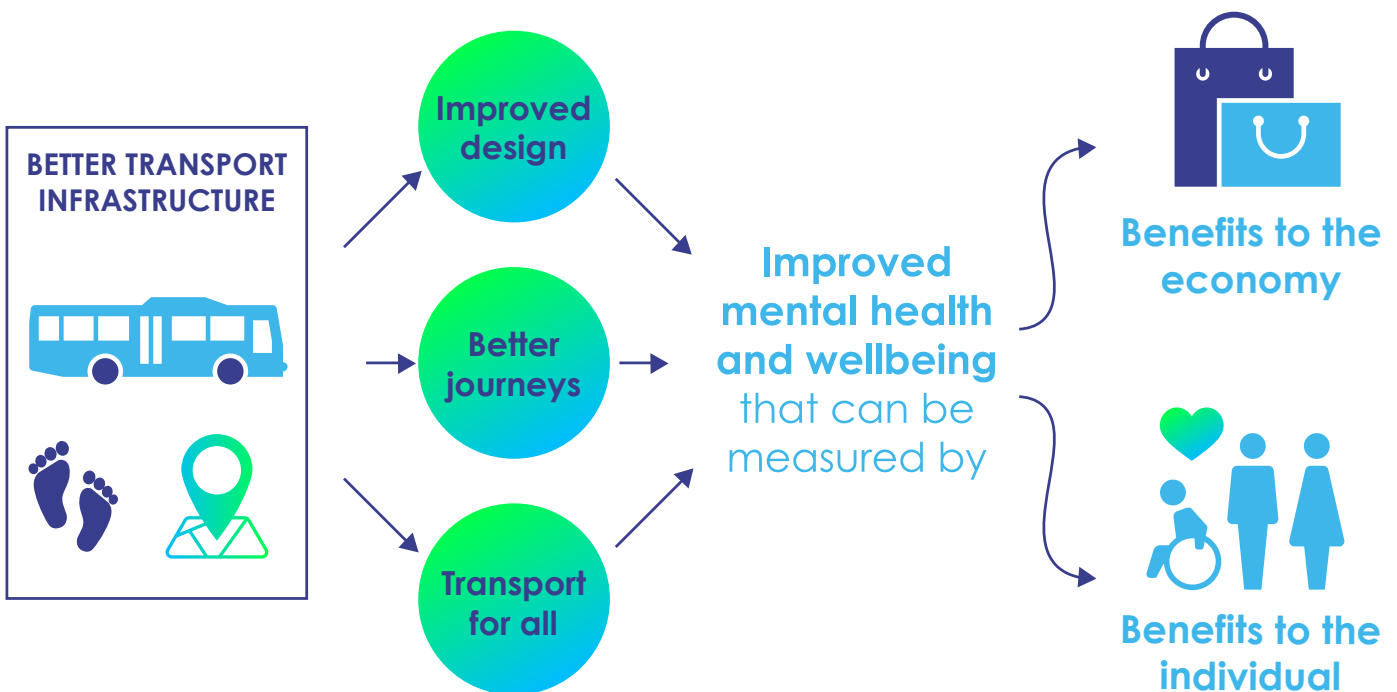 BETTER TRANSPORT
INFRASTRUCTURE
Improved
design
Better
journeys
Transport
for all
Improved
mental health
and wellbeing
that can be
measured by
Benefits to the
economy
Benefits to the
individual